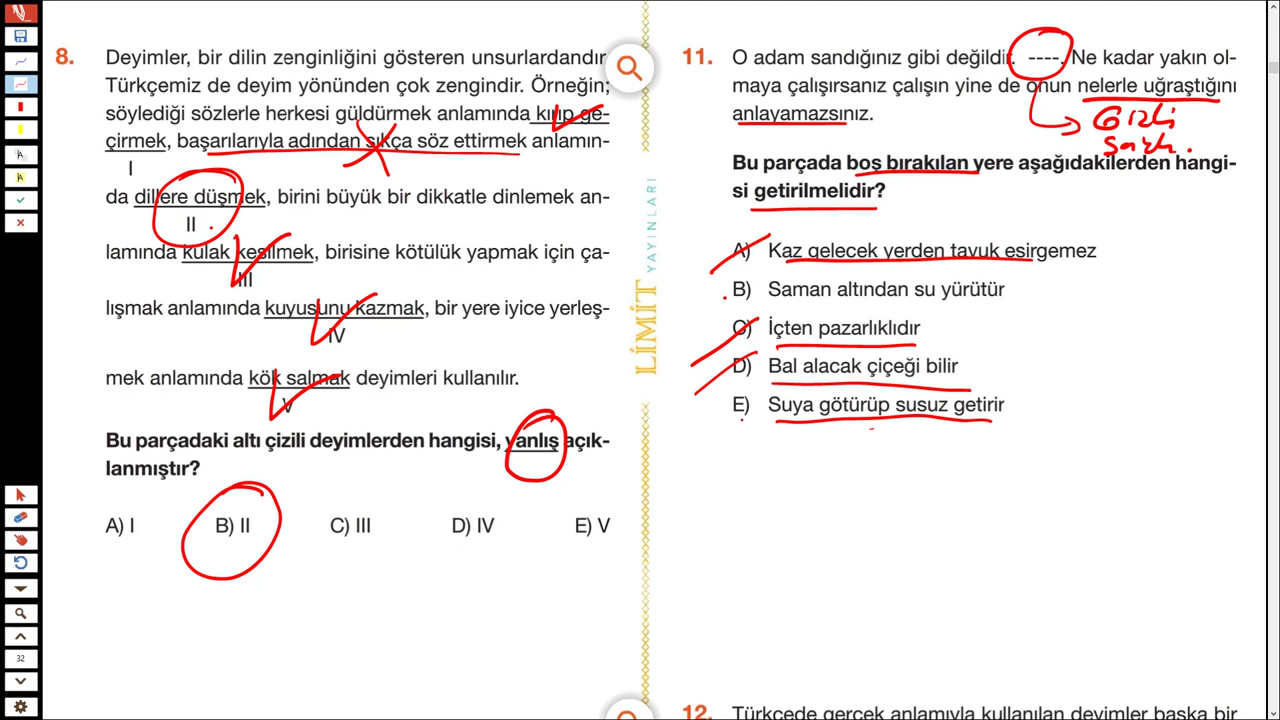 8.
Deyimler, bir dilin zenginliğini gösteren unsurlardandır.
Türkçemiz de deyim yönünden çok zengindir. Örneğin;
söylediği sözlerle herkesi güldürmek anlamında kırıp ge-
çirmek, başarılarıyla adından sıkça söz ettirmek anlamın-
I
da dillere düşmek, birini büyük bir dikkatle dinlemek an-
II
lamında kulak kesilmek, birisine kötülük yapmak için ça-
III
lışmak anlamında kuyusunu kazmak, bir yere iyice yerleş-
IV
mek anlamında kök salmak deyimleri kullanılır.
V
Bu parçadaki altı çizili deyimlerden hangisi, yanlış açık-
lanmıştır?
A) I B) II C) III D) IV E) V
LİMİT YAYINLARI
11.
O adam sandığınız gibi değildir. ----. Ne kadar yakın ol-
maya çalışırsanız çalışın yine de onun nelerle uğraştığını
anlayamazsınız.
Gizli
Saklı.
Bu parçada boş bırakılan yere aşağıdakilerden hangi-
si getirilmelidir?
A) Kaz gelecek yerden tavuk esirgemez
B) Saman altından su yürütür
C) İçten pazarlıklıdır
D) Bal alacak çiçeği bilir
E) Suya götürüp susuz getirir
12.
Türkçede gerçek anlamıyla kullanılan deyimler başka bir
32